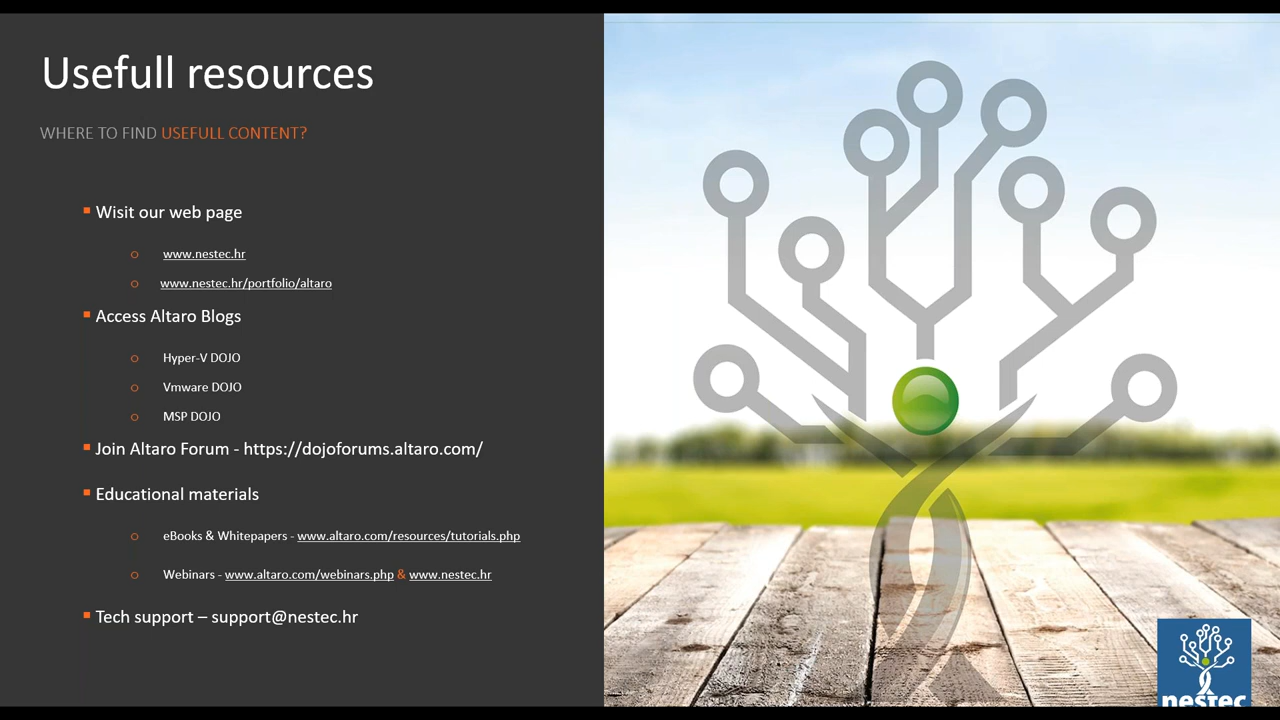 Usefull resources
WHERE TO FIND USEFULL CONTENT?
Wisit our web page
www.nestec.hr
www.nestec.hr/portfolio/altaro
Access Altaro Blogs
Hyper-V DOJO
Vmware DOJO
MSP DOJO
Join Altaro Forum - https://dojoforums.altaro.com/
Educational materials
eBooks & Whitepapers - www.altaro.com/resources/tutorials.php
Webinars - www.altaro.com/webinars.php & www.nestec.hr
Tech support – support@nestec.hr
nestec